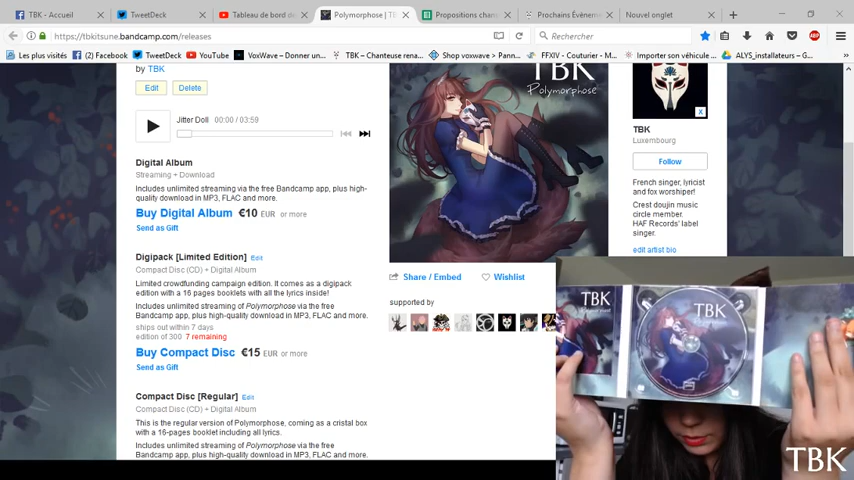 TBK - Accueil
TweetDeck
Tableau de bord de
Polymorphose | T
Propositions chan
Prochains Événem
Nouvel onglet
https://tbkitsune.bandcamp.com/releases
Rechercher
Les plus visités
Facebook
TweetDeck
YouTube
VoxWave – Donner un...
TBK – Chanteuse rena...
Shop voxwave > Pann...
FFXIV - Couturier - M...
Importer son véhicul...
ALYS_installateurs – G...
by TBK
Edit
Delete
Jitter Doll 00:00 / 03:59
Digital Album
Streaming + Download
Includes unlimited streaming via the free Bandcamp app, plus high-
quality download in MP3, FLAC and more.
Buy Digital Album €10 EUR or more
Send as Gift
Digipack [Limited Edition] Edit
Compact Disc (CD) + Digital Album
Limited crowdfunding campaign edition. It comes as a digipack
edition with a 16 pages booklets with all the lyrics inside!
Includes unlimited streaming of Polymorphose via the free
Bandcamp app, plus high-quality download in MP3, FLAC and more.
ships out within 7 days
edition of 300 7 remaining
Buy Compact Disc €15 EUR or more
Send as Gift
Compact Disc [Regular] Edit
Compact Disc (CD) + Digital Album
This is the regular version of Polymorphose, coming as a cristal box
with a 16-pages booklet including all lyrics.
Includes unlimited streaming of Polymorphose via the free
Bandcamp app, plus high-quality download in MP3, FLAC and more.
TBK
Polymorphose
Share / Embed
Wishlist
supported by
X
TBK
Luxembourg
Follow
French singer, lyricist
and fox worshiper!
Crest doujin music
circle member.
HAF Records' label
singer.
edit artist bio
TBK
TBK
TBK